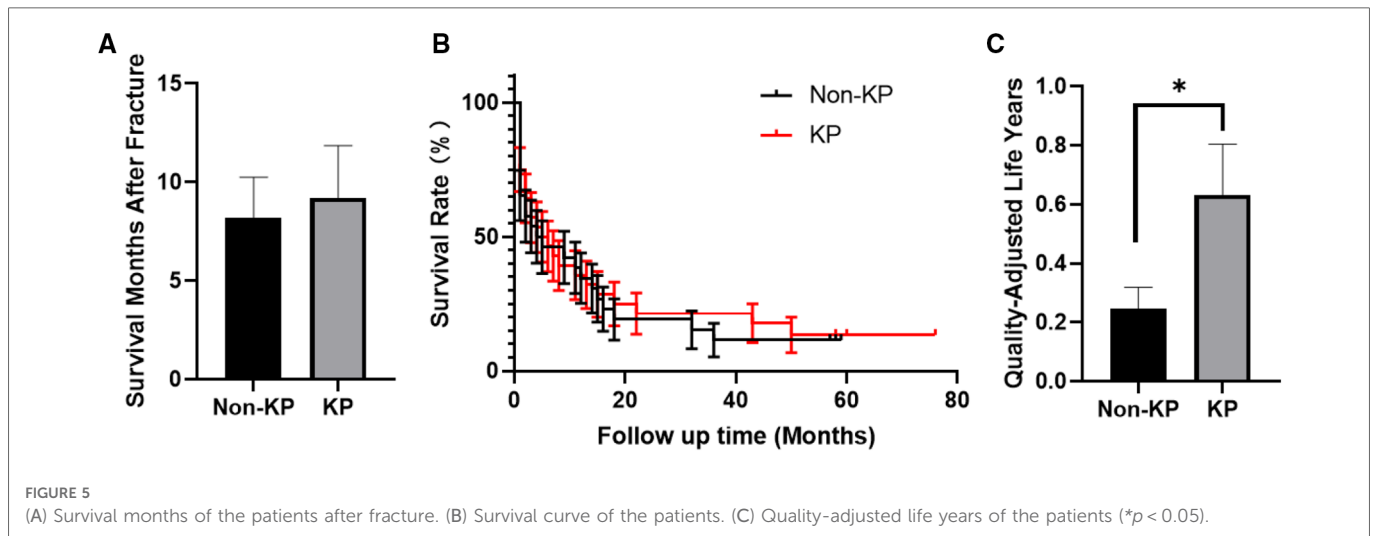 A
Survival Months After Fracture
15
10
5
0
Non-KP
KP
B
Survival Rate (%)
100
50
0
0
20
40
60
80
Follow up time (Months)
Non-KP
KP
C
Quality-Adjusted Life Years
1.0
0.8
0.6
0.4
0.2
0.0
*
Non-KP
KP
FIGURE 5
(A) Survival months of the patients after fracture. (B) Survival curve of the patients. (C) Quality-adjusted life years of the patients (*p < 0.05).